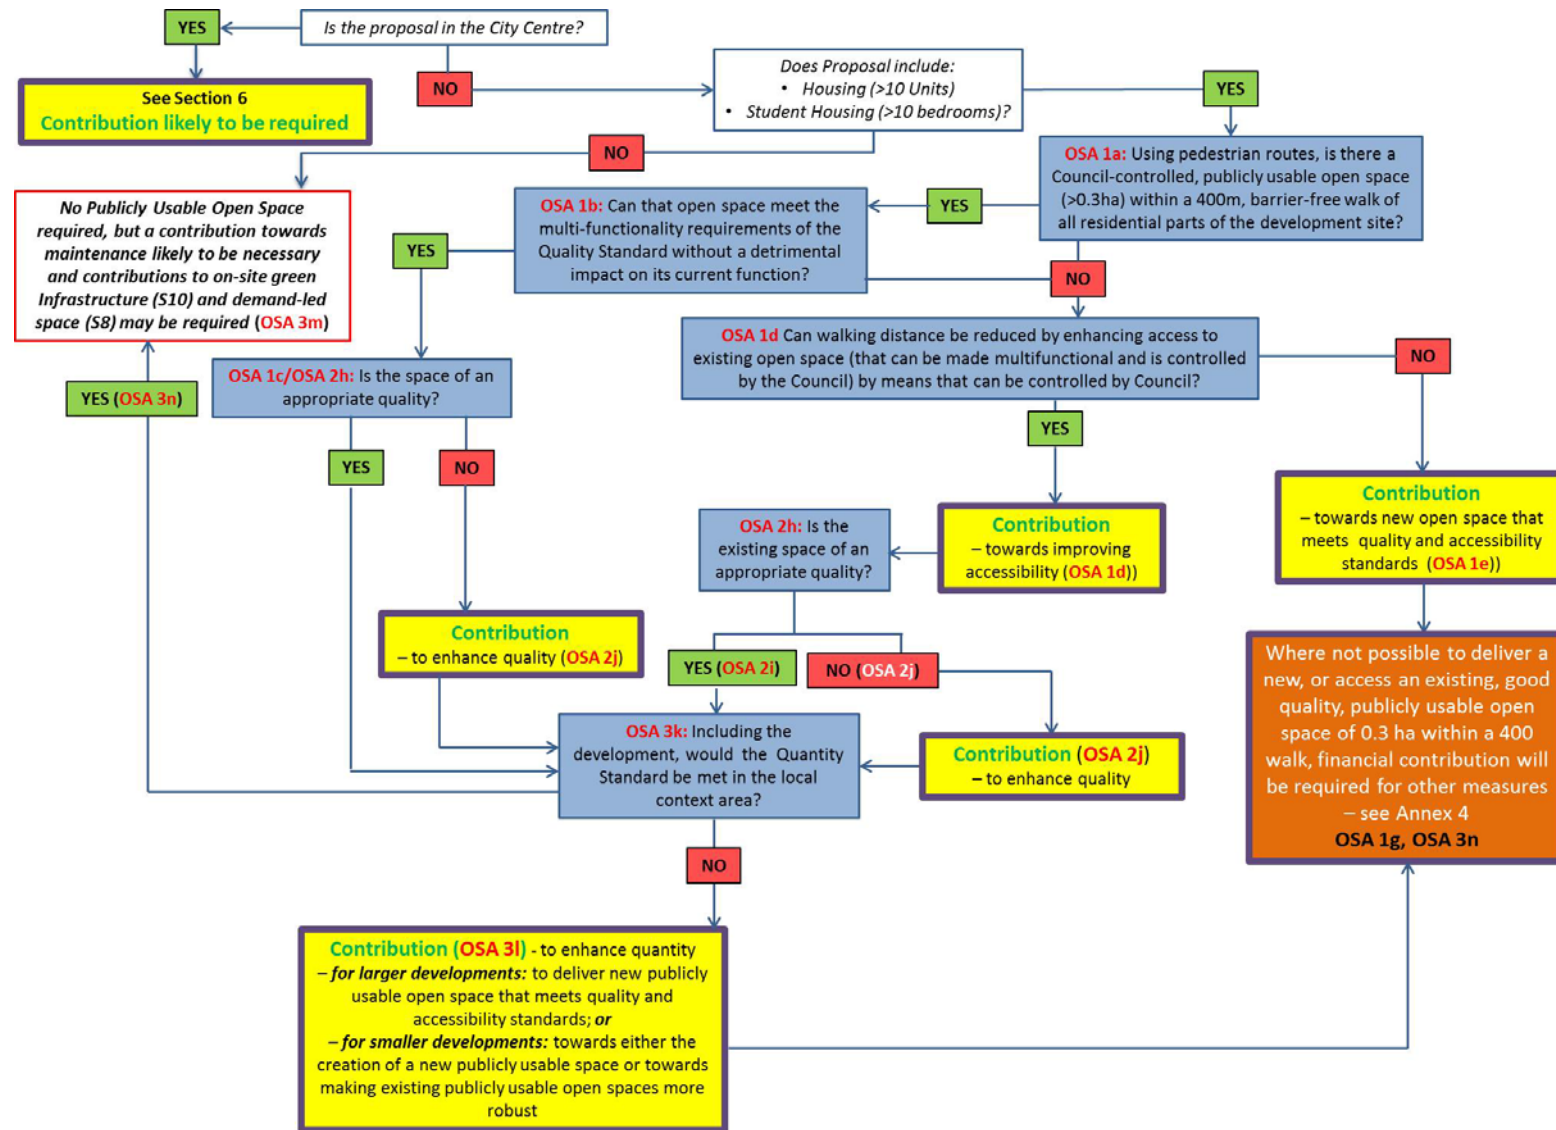 YES
Is the proposal in the City Centre?
NO
See Section 6
Contribution likely to be required
Does Proposal include:
• Housing (>10 Units)
• Student Housing (>10 bedrooms)?
YES
NO
OSA 1a: Using pedestrian routes, is there a
Council-controlled, publicly usable open space
(>0.3ha) within a 400m, barrier-free walk of
all residential parts of the development site?
No Publicly Usable Open Space
required, but a contribution towards
maintenance likely to be necessary
and contributions to on-site green
Infrastructure (S10) and demand-led
space (S8) may be required (OSA 3m)
YES
OSA 1b: Can that open space meet the
multi-functionality requirements of the
Quality Standard without a detrimental
impact on its current function?
YES
NO
OSA 1d Can walking distance be reduced by enhancing access to
existing open space (that can be made multifunctional and is controlled
by the Council) by means that can be controlled by Council?
NO
YES (OSA 3n)
OSA 1c/OSA 2h: Is the space of an
appropriate quality?
YES
YES
NO
Contribution
– towards new open space that
meets quality and accessibility
standards (OSA 1e))
OSA 2h: Is the
existing space of an
appropriate quality?
Contribution
– towards improving
accessibility (OSA 1d))
Contribution
– to enhance quality (OSA 2j)
YES (OSA 2i)
NO (OSA 2j)
Where not possible to deliver a
new, or access an existing, good
quality, publicly usable open
space of 0.3 ha within a 400
walk, financial contribution will
be required for other measures
– see Annex 4
OSA 1g, OSA 3n
OSA 3k: Including the
development, would the Quantity
Standard be met in the local
context area?
Contribution (OSA 2j)
– to enhance quality
NO
Contribution (OSA 3l) - to enhance quantity
– for larger developments: to deliver new publicly
usable open space that meets quality and
accessibility standards; or
– for smaller developments: towards either the
creation of a new publicly usable space or towards
making existing publicly usable open spaces more
robust